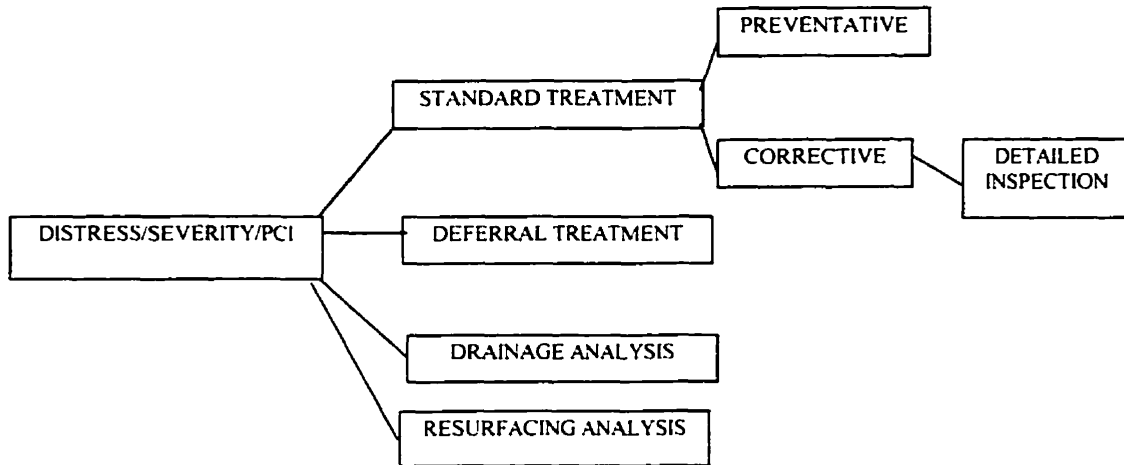 PREVENTATIVE
STANDARD TREATMENT
CORRECTIVE
DETAILED
INSPECTION
DISTRESS/SEVERITY/PCI
DEFERRAL TREATMENT
DRAINAGE ANALYSIS
RESURFACING ANALYSIS